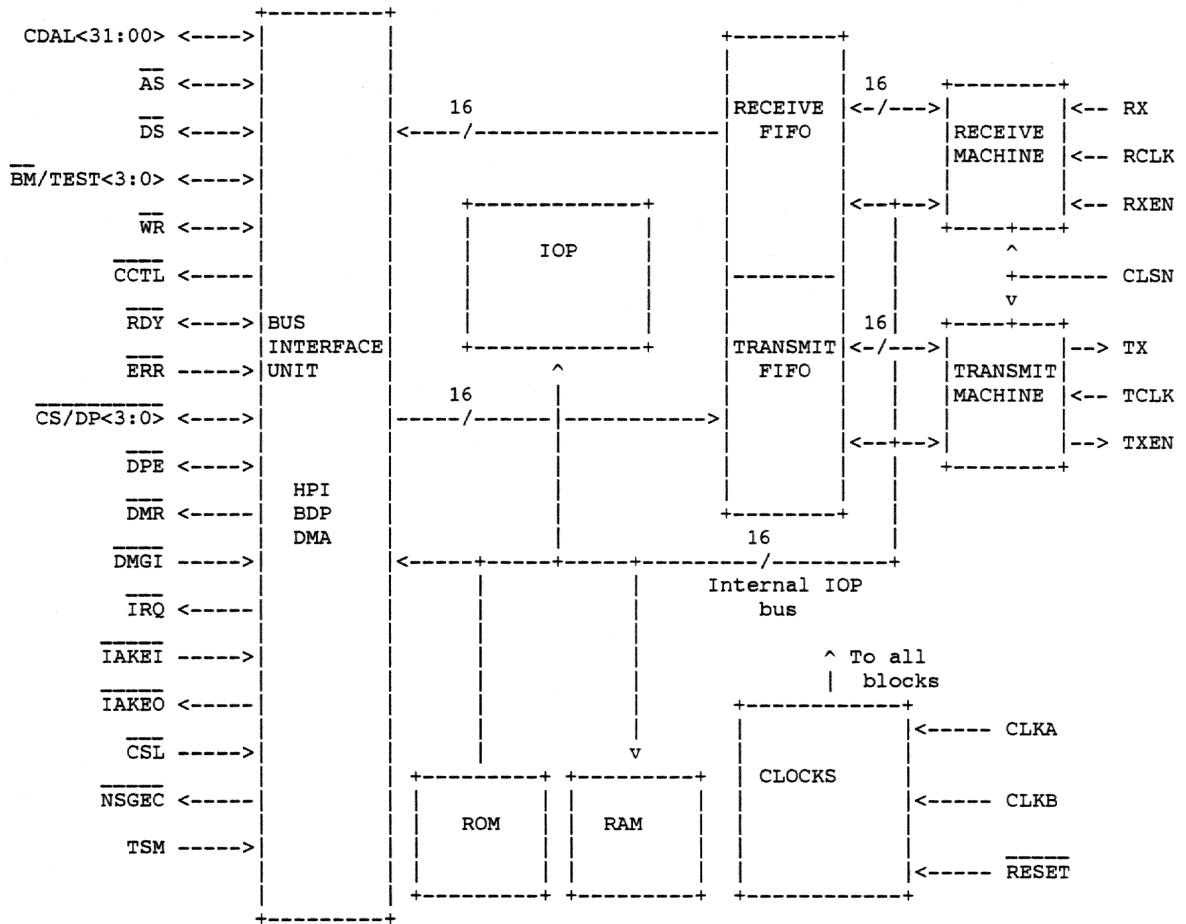 CDAL<31:00>
AS
16
DS
16
RECEIVE
FIFO
RECEIVE
MACHINE
RX
RCLK
RXEN
BM/TEST<3:0>
WR
IOP
CCTL
CLSN
RDY
BUS
INTERFACE
UNIT
ERR
16
TRANSMIT
FIFO
TRANSMIT
MACHINE
TX
TCLK
TXEN
CS/DP<3:0>
16
DPE
HPI
BDP
DMA
DMR
16
DMGI
Internal IOP
bus
IRQ
IAKEI
To all
blocks
IAKEO
CLKA
CSL
CLOCKS
NSGEC
CLKB
ROM
RAM
TSM
RESET